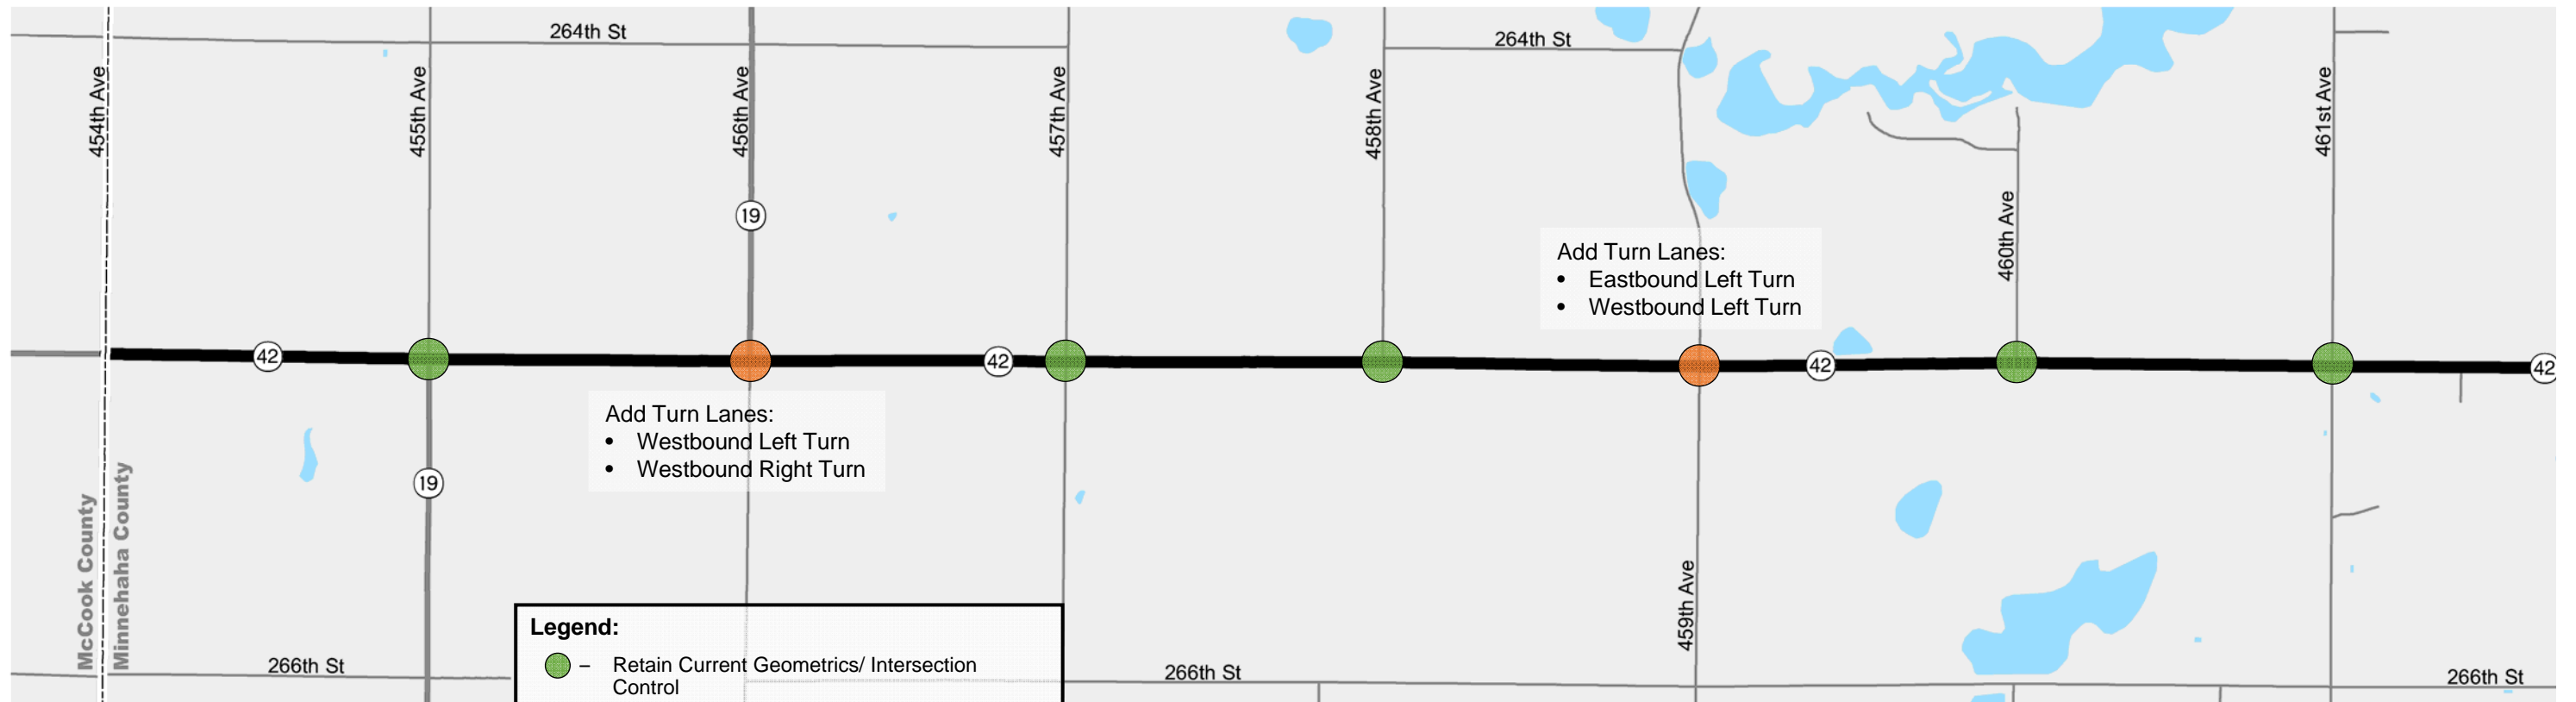 264th St
264th St
454th Ave
455th Ave
456th Ave
457th Ave
458th Ave
461st Ave
460th Ave
19
Add Turn Lanes:
• Eastbound Left Turn
• Westbound Left Turn
42
42
42
42
Add Turn Lanes:
• Westbound Left Turn
• Westbound Right Turn
19
McCook County
Minnehaha County
459th Ave
Legend:
– Retain Current Geometrics/ Intersection
Control
266th St
266th St
266th St